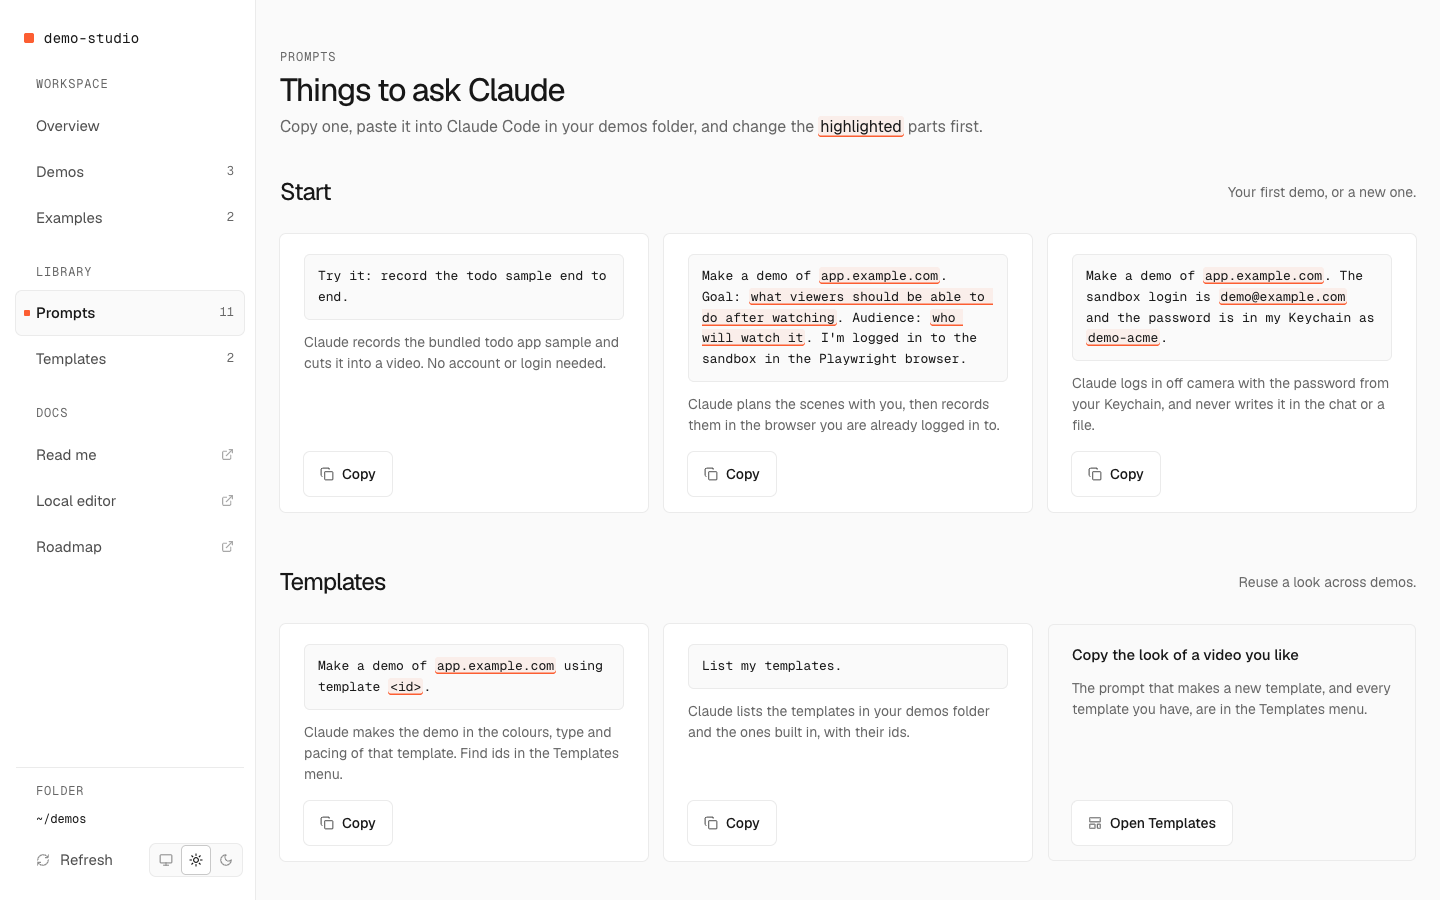 demo-studio
WORKSPACE
Overview
Demos 3
Examples 2
LIBRARY
Prompts 11
Templates 2
DOCS
Read me
Local editor
Roadmap
FOLDER
~/demos
Refresh
PROMPTS
Things to ask Claude
Copy one, paste it into Claude Code in your demos folder, and change the highlighted parts first.
Start
Your first demo, or a new one.
Try it: record the todo sample end to
end.
Claude records the bundled todo app sample and
cuts it into a video. No account or login needed.
Copy
Make a demo of app.example.com.
Goal: what viewers should be able to
do after watching. Audience: who
will watch it. I'm logged in to the
sandbox in the Playwright browser.
Claude plans the scenes with you, then records
them in the browser you are already logged in to.
Copy
Make a demo of app.example.com. The
sandbox login is demo@example.com
and the password is in my Keychain as
demo-acme.
Claude logs in off camera with the password from
your Keychain, and never writes it in the chat or a
file.
Copy
Templates
Reuse a look across demos.
Make a demo of app.example.com using
template <id>.
Claude makes the demo in the colours, type and
pacing of that template. Find ids in the Templates
menu.
Copy
List my templates.
Claude lists the templates in your demos folder
and the ones built in, with their ids.
Copy
Copy the look of a video you like
The prompt that makes a new template, and every
template you have, are in the Templates menu.
Open Templates